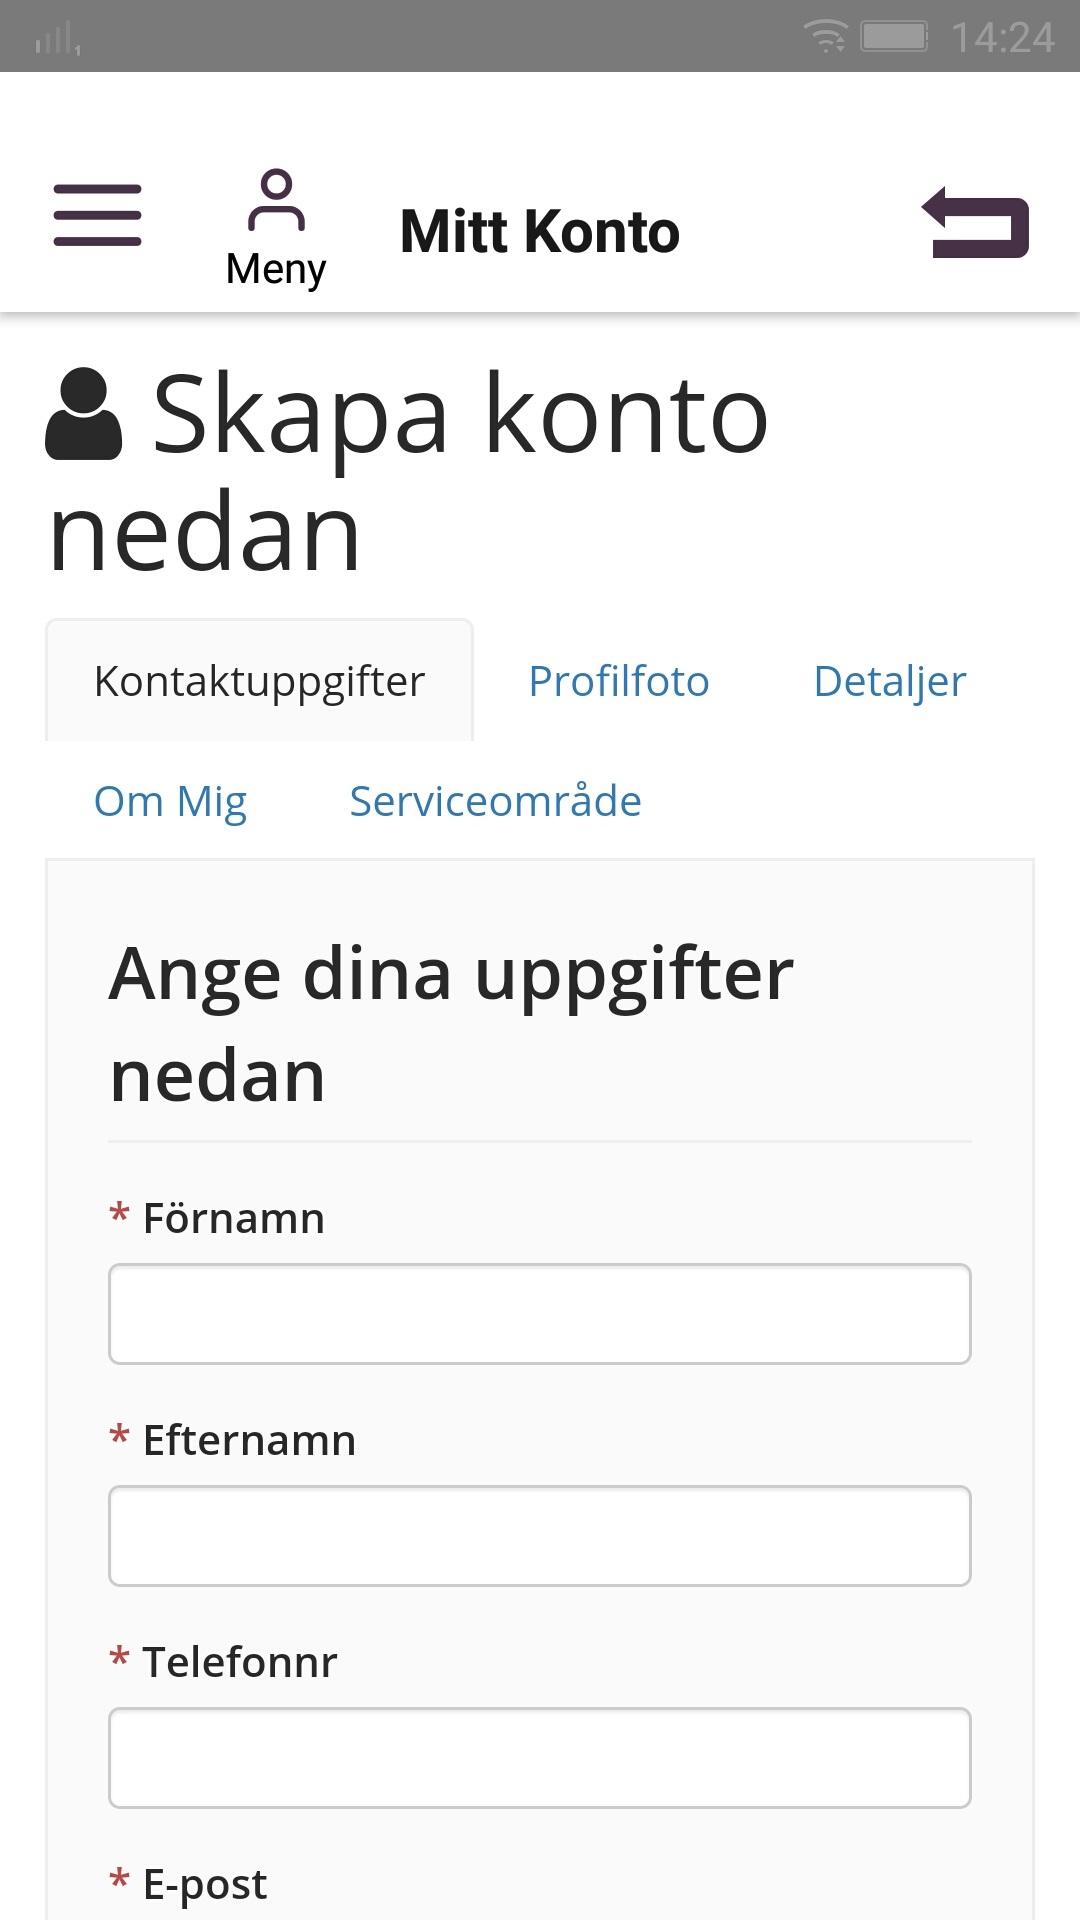 14:24
Meny
Mitt Konto
Skapa konto
nedan
Kontaktuppgifter Profilfoto Detaljer
Om Mig Serviceområde
Ange dina uppgifter
nedan
* Förnamn
* Efternamn
* Telefonnr
* E-post